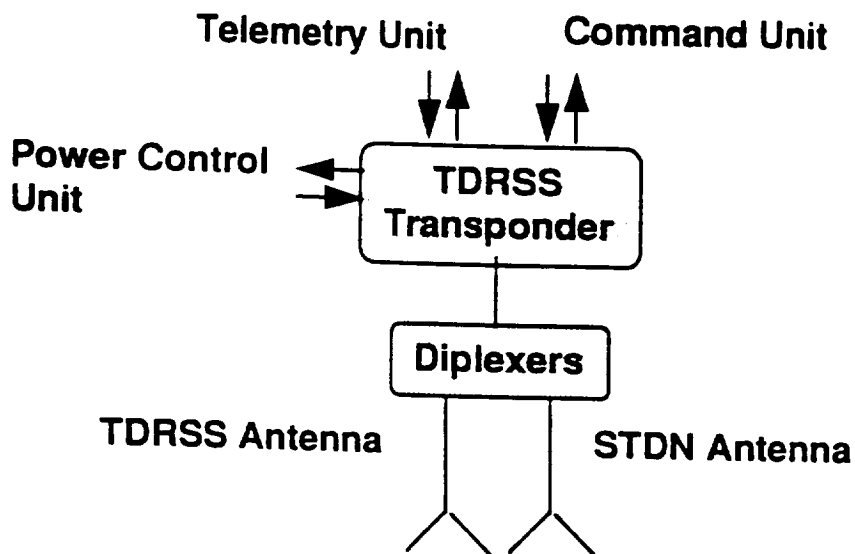 Telemetry Unit
Command Unit
Power Control
Unit
TDRSS
Transponder
Diplexers
TDRSS Antenna
STDN Antenna